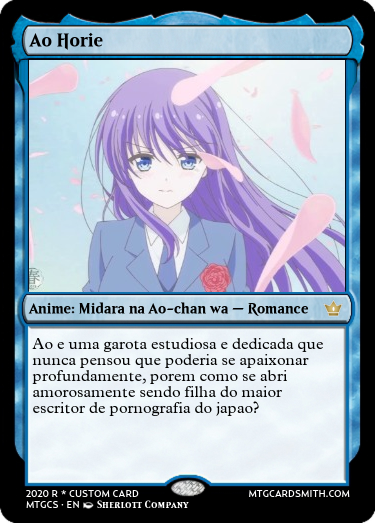 Ao Horie
Anime: Midara na Ao-chan wa — Romance
Ao e uma garota estudiosa e dedicada que
nunca pensou que poderia se apaixonar
profundamente, porem como se abri
amorosamente sendo filha do maior
escritor de pornografia do japao?
2020 R * CUSTOM CARD
MTGCS · EN Sherlott Company
MTGCARDSMITH.COM